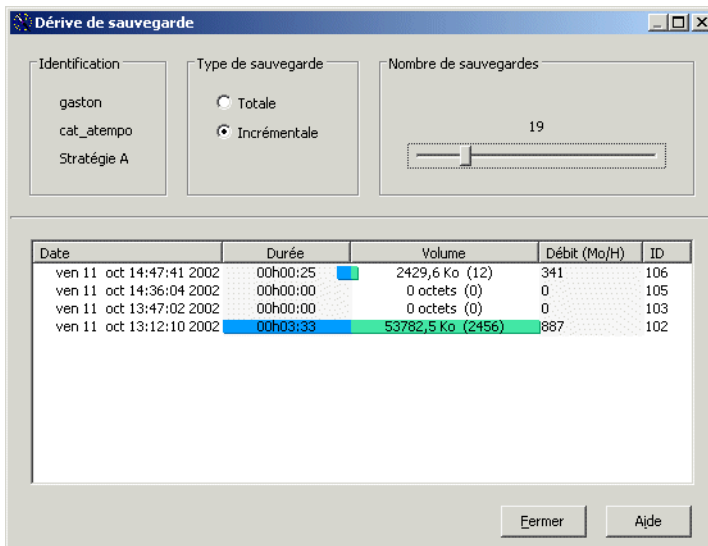 Dérive de sauvegarde
Identification
gaston
cat_atempo
Stratégie A
Type de sauvegarde
Totale
Incrémentale
Nombre de sauvegardes
19
Date Durée Volume Débit (Mo/H) ID
ven 11 oct 14:47:41 2002 00h00:25 2429,6 Ko (12) 341 106
ven 11 oct 14:36:04 2002 00h00:00 0 octets (0) 0 105
ven 11 oct 13:47:02 2002 00h00:00 0 octets (0) 0 103
ven 11 oct 13:12:10 2002 00h03:33 53782,5 Ko (2456) 887 102
Fermer Aide